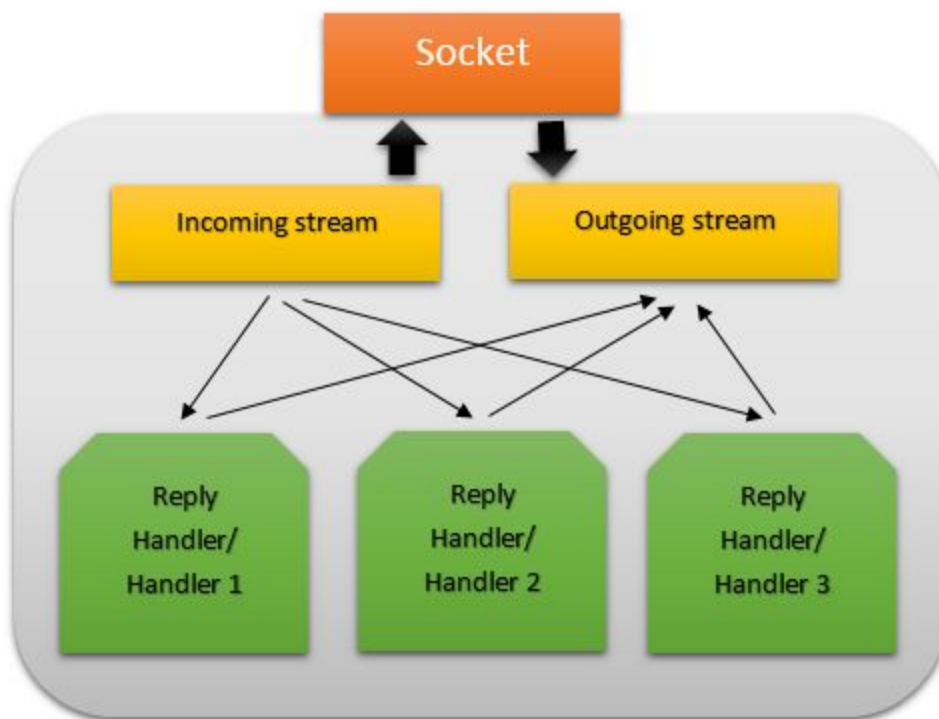 Socket
Incoming stream
Outgoing stream
Reply
Handler/
Handler 1
Reply
Handler/
Handler 2
Reply
Handler/
Handler 3